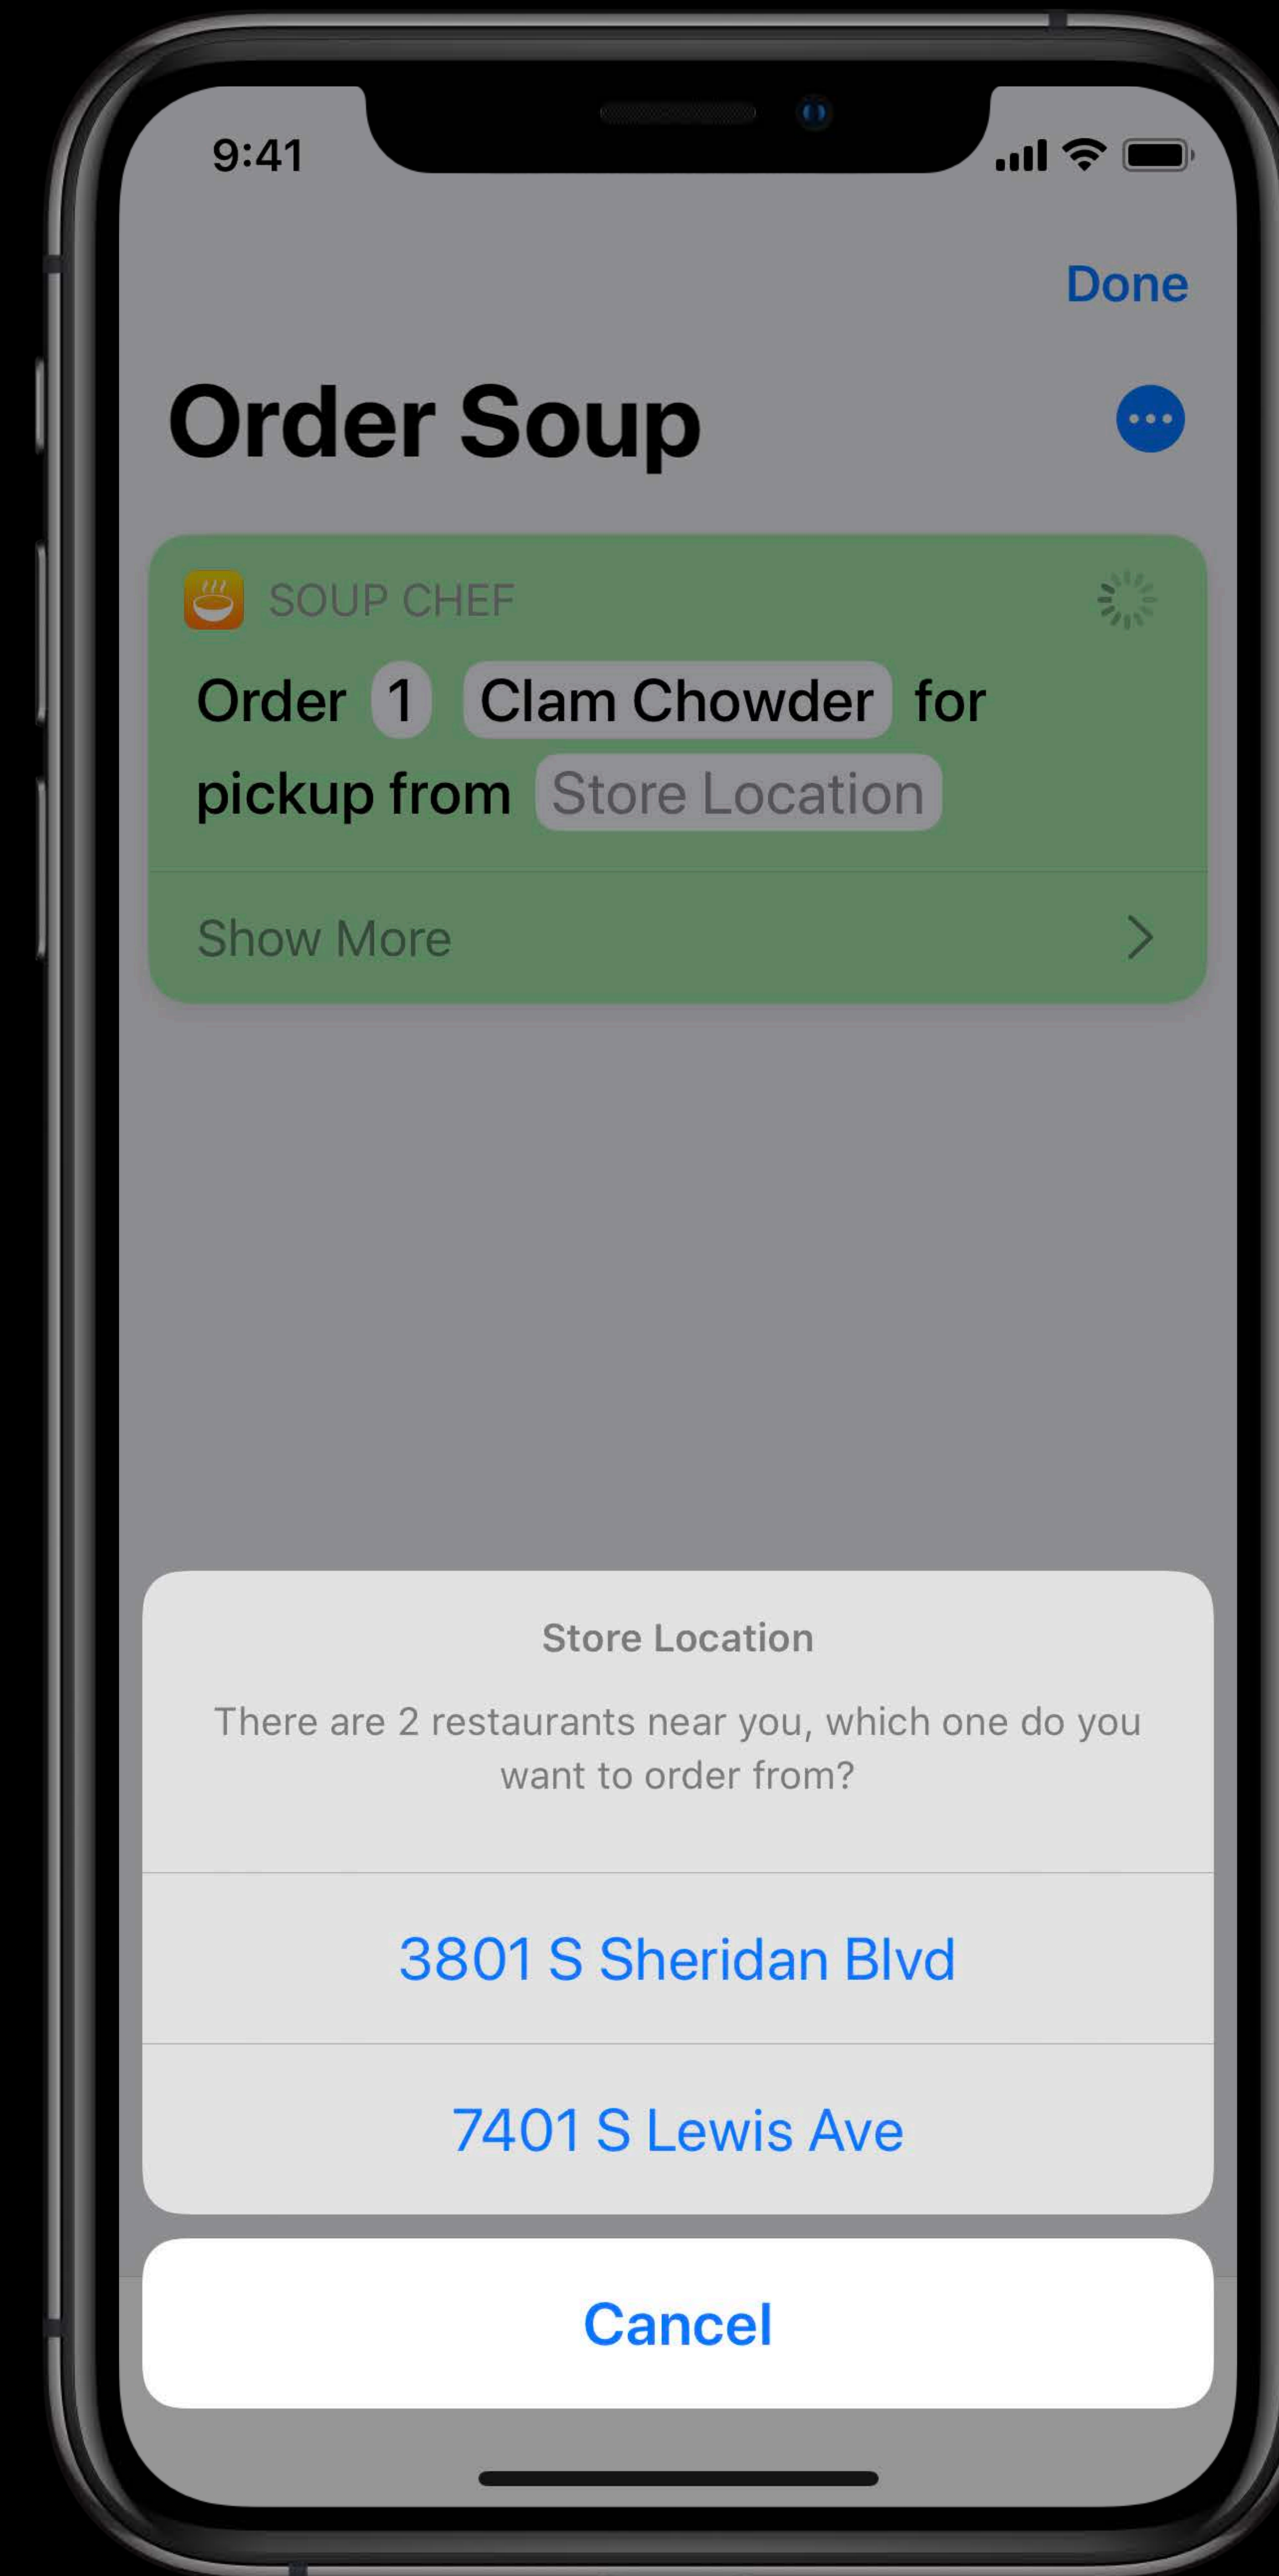 9:41
Done
Order Soup
SOUP CHEF
Order 1 Clam Chowder for
pickup from Store Location
Show More
Store Location
There are 2 restaurants near you, which one do you
want to order from?
3801 S Sheridan Blvd
7401 S Lewis Ave
Cancel